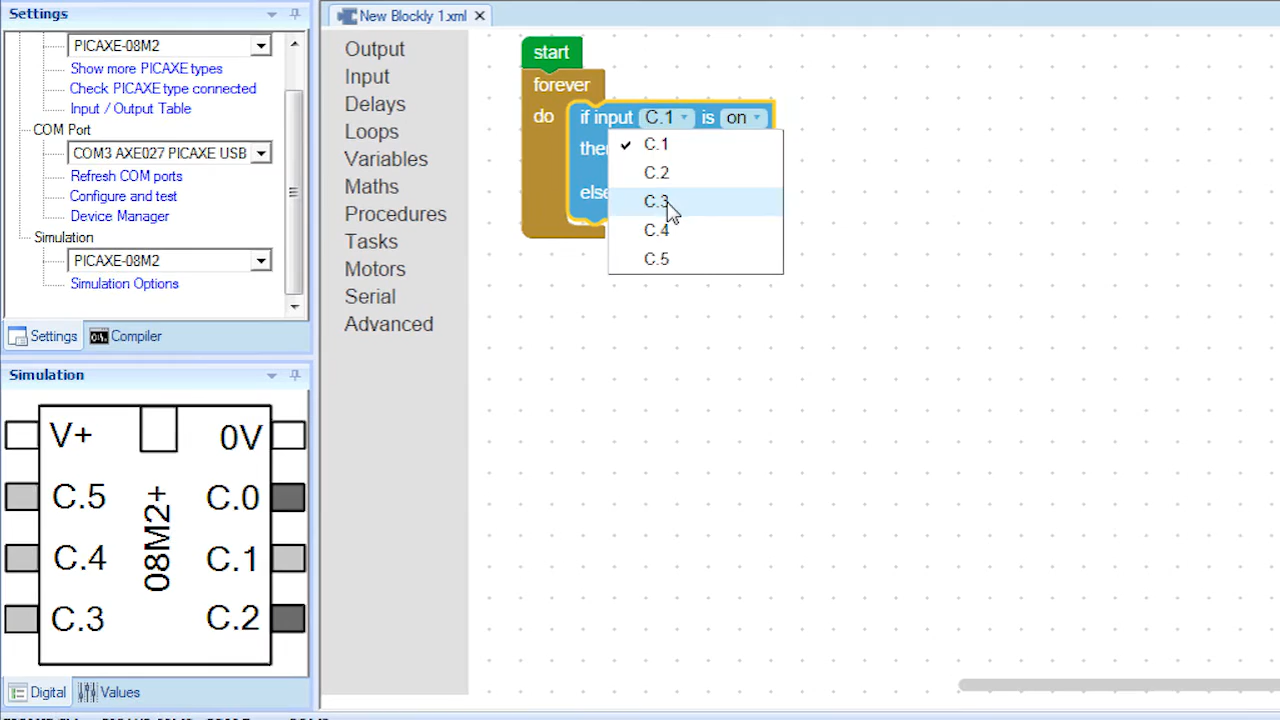 Settings
PICAXE-08M2
Show more PICAXE types
Check PICAXE type connected
Input / Output Table
COM Port
COM3 AXE027 PICAXE USB
Refresh COM ports
Configure and test
Device Manager
Simulation
PICAXE-08M2
Simulation Options
Settings
Compiler
Simulation
V+
0V
C.5
C.0
C.4
C.1
C.3
C.2
08M2+
Digital
Values
New Blockly 1.xml
Output
Input
Delays
Loops
Variables
Maths
Procedures
Tasks
Motors
Serial
Advanced
start
forever
do
if input C.1 is on
then
else
C.1
C.2
C.3
C.4
C.5